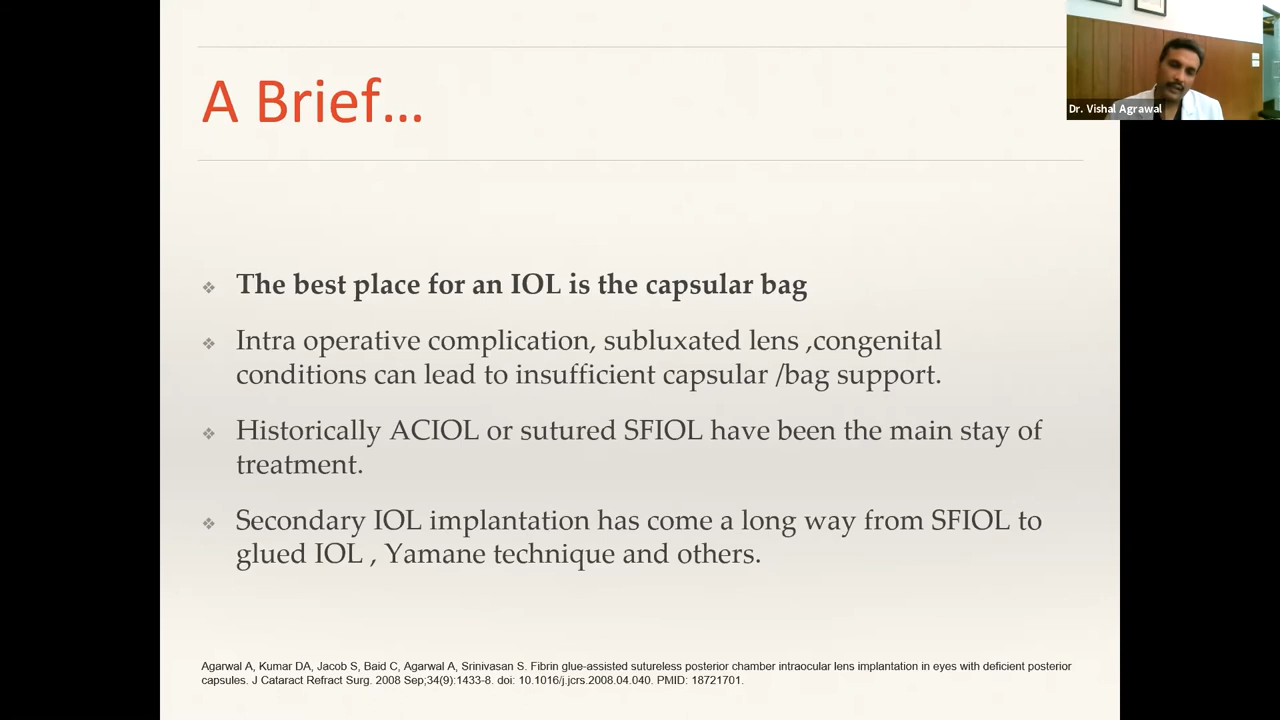 A Brief...
Dr. Vishal Agrawal
The best place for an IOL is the capsular bag
Intra operative complication, subluxated lens ,congenital
conditions can lead to insufficient capsular /bag support.
Historically ACIOL or sutured SFIOL have been the main stay of
treatment.
Secondary IOL implantation has come a long way from SFIOL to
glued IOL , Yamane technique and others.
Agarwal A, Kumar DA, Jacob S, Baid C, Agarwal A, Srinivasan S. Fibrin glue-assisted sutureless posterior chamber intraocular lens implantation in eyes with deficient posterior
capsules. J Cataract Refract Surg. 2008 Sep;34(9):1433-8. doi: 10.1016/j.jcrs.2008.04.040. PMID: 18721701.